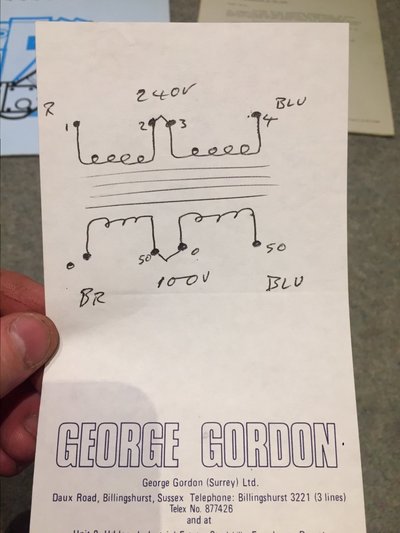 240V
R BLU
1 2 3 4
0 50 0 50
BR 100V BLU
GEORGE GORDON
George Gordon (Surrey) Ltd.
Daux Road, Billingshurst, Sussex Telephone: Billingshurst 3221 (3 lines)
Telex No. 877426
and at